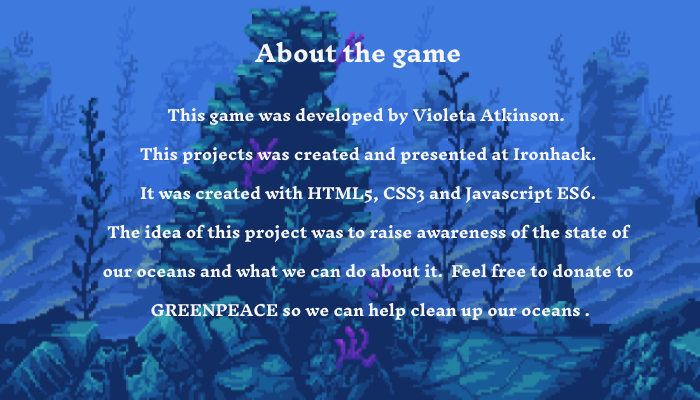 About the game
This game was developed by Violeta Atkinson.
This projects was created and presented at Ironhack.
It was created with HTML5, CSS3 and Javascript ES6.
The idea of this project was to raise awareness of the state of
our oceans and what we can do about it.  Feel free to donate to
GREENPEACE so we can help clean up our oceans .